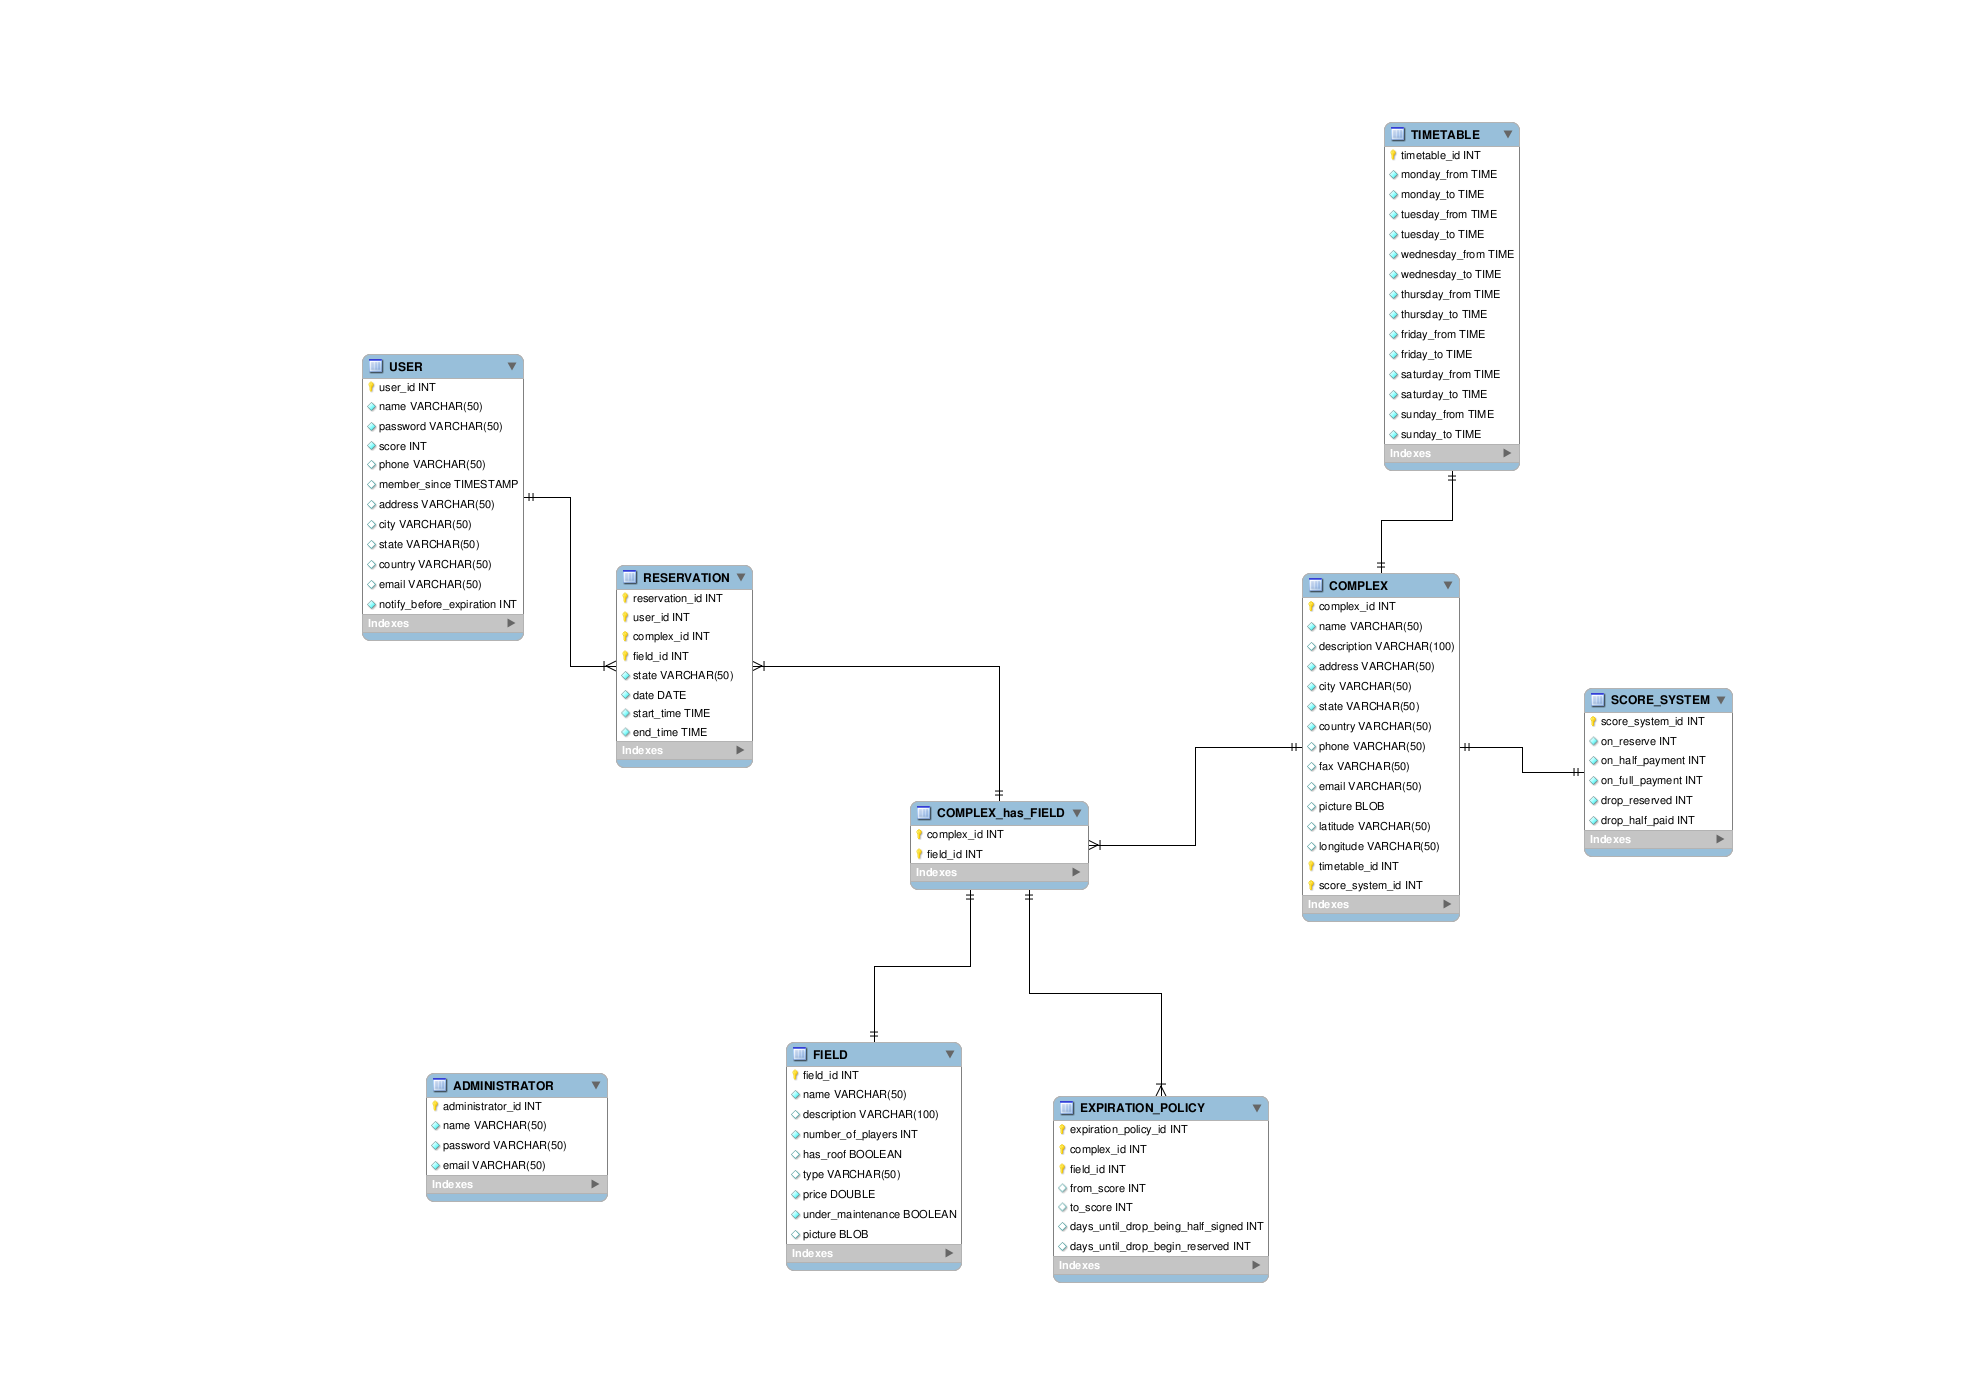 TIMETABLE
timetable_id INT
monday_from TIME
monday_to TIME
tuesday_from TIME
tuesday_to TIME
wednesday_from TIME
wednesday_to TIME
thursday_from TIME
thursday_to TIME
friday_from TIME
friday_to TIME
saturday_from TIME
saturday_to TIME
sunday_from TIME
sunday_to TIME
Indexes
USER
user_id INT
name VARCHAR(50)
password VARCHAR(50)
score INT
phone VARCHAR(50)
member_since TIMESTAMP
address VARCHAR(50)
city VARCHAR(50)
state VARCHAR(50)
country VARCHAR(50)
email VARCHAR(50)
notify_before_expiration INT
Indexes
RESERVATION
reservation_id INT
user_id INT
complex_id INT
field_id INT
state VARCHAR(50)
date DATE
start_time TIME
end_time TIME
Indexes
COMPLEX
complex_id INT
name VARCHAR(50)
description VARCHAR(100)
address VARCHAR(50)
city VARCHAR(50)
state VARCHAR(50)
country VARCHAR(50)
phone VARCHAR(50)
fax VARCHAR(50)
email VARCHAR(50)
picture BLOB
latitude VARCHAR(50)
longitude VARCHAR(50)
timetable_id INT
score_system_id INT
Indexes
SCORE_SYSTEM
score_system_id INT
on_reserve INT
on_half_payment INT
on_full_payment INT
drop_reserved INT
drop_half_paid INT
Indexes
COMPLEX_has_FIELD
complex_id INT
field_id INT
Indexes
ADMINISTRATOR
administrator_id INT
name VARCHAR(50)
password VARCHAR(50)
email VARCHAR(50)
Indexes
FIELD
field_id INT
name VARCHAR(50)
description VARCHAR(100)
number_of_players INT
has_roof BOOLEAN
type VARCHAR(50)
price DOUBLE
under_maintenance BOOLEAN
picture BLOB
Indexes
EXPIRATION_POLICY
expiration_policy_id INT
complex_id INT
field_id INT
from_score INT
to_score INT
days_until_drop_being_half_signed INT
days_until_drop_begin_reserved INT
Indexes